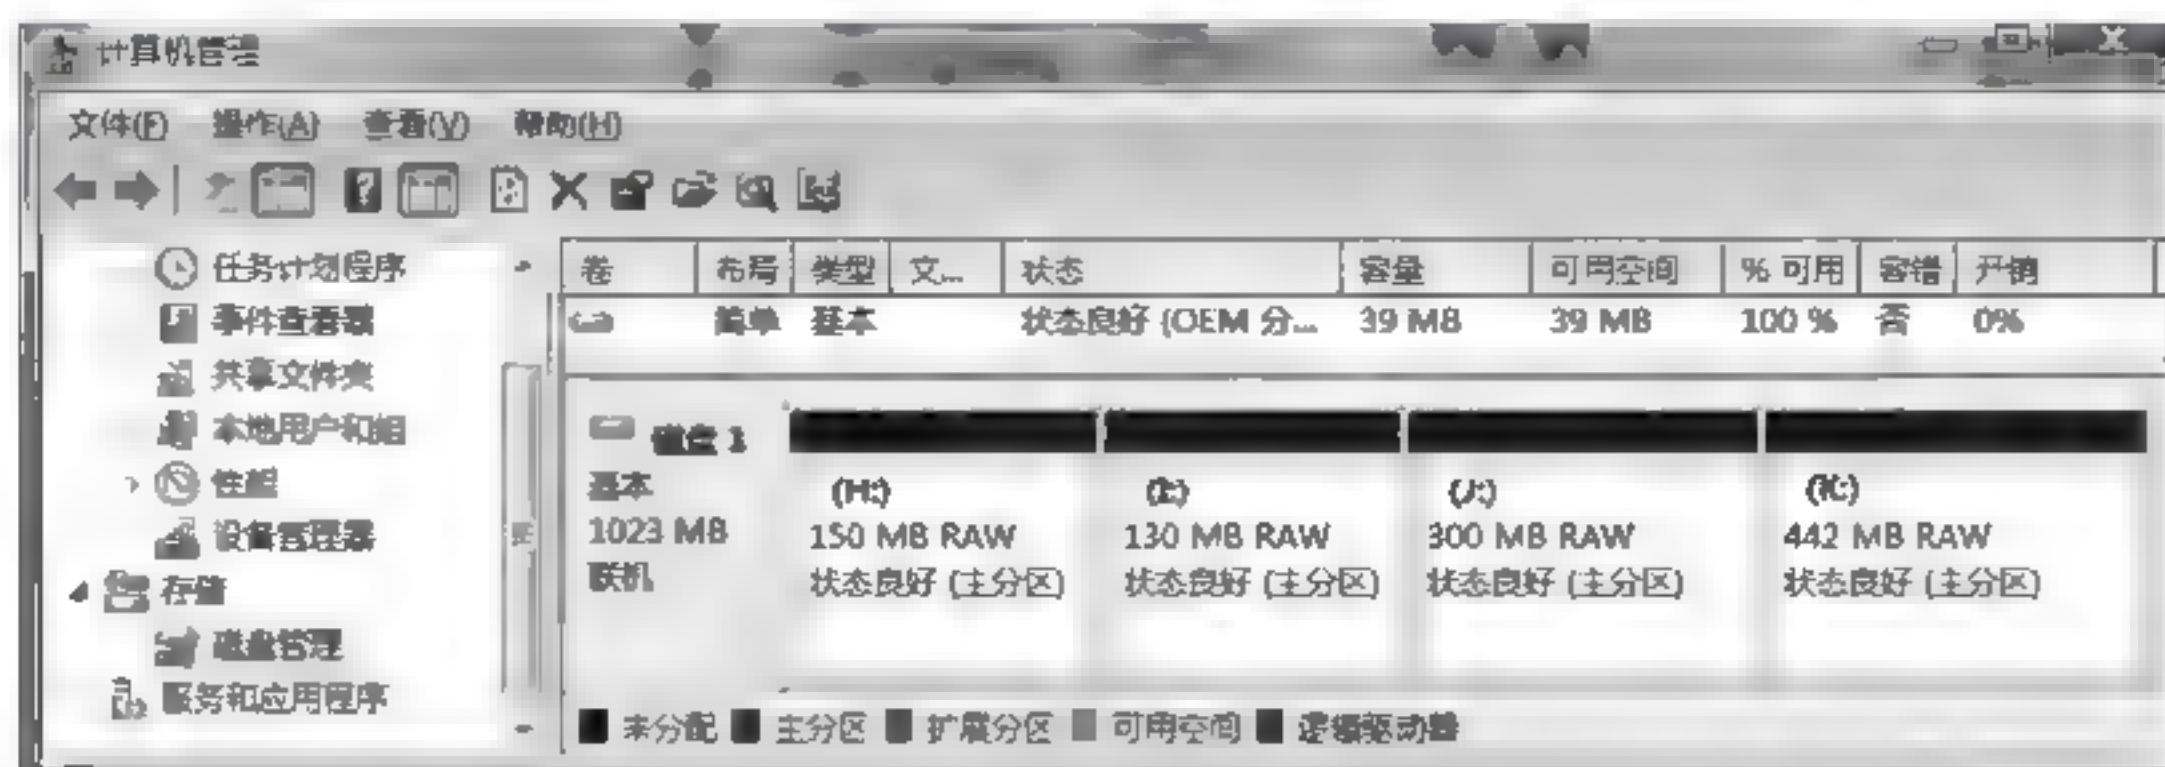 计算机管理
文件(F) 操作(A) 查看(V) 帮助(H)
任务计划程序
事件查看器
共享文件夹
本地用户和组
性能
设备管理器
存储
磁盘管理
服务和应用程序
卷 布局 类型 文... 状态 容量 可用空间 % 可用 容错 开销
简单 基本 状态良好 (OEM 分... 39 MB 39 MB 100 % 否 0%
磁盘 1
基本
1023 MB
联机
(H:)
150 MB RAW
状态良好 (主分区)
(I:)
130 MB RAW
状态良好 (主分区)
(J:)
300 MB RAW
状态良好 (主分区)
(K:)
442 MB RAW
状态良好 (主分区)
未分配 主分区 扩展分区 可用空间 逻辑驱动器